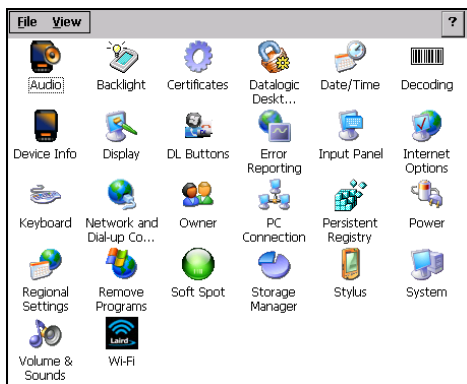 File View ?
Audio Backlight Certificates Datalogic Deskt... Date/Time Decoding
Device Info Display DL Buttons Error Reporting Input Panel Internet Options
Keyboard Network and Dial-up Co... Owner PC Connection Persistent Registry Power
Regional Settings Remove Programs Soft Spot Storage Manager Stylus System
Laird
Volume & Sounds Wi-Fi